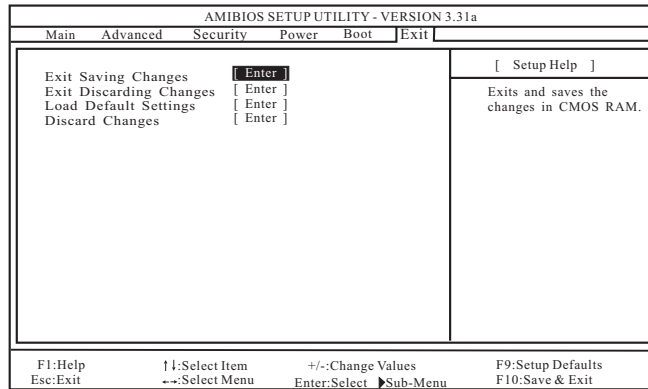 AMIBIOS SETUP UTILITY - VERSION 3.31a
Main Advanced Security Power Boot Exit
Exit Saving Changes [ Enter ]
Exit Discarding Changes [ Enter ]
Load Default Settings [ Enter ]
Discard Changes [ Enter ]
[ Setup Help ]
Exits and saves the
changes in CMOS RAM.
F1:Help ↑↓:Select Item +/-:Change Values F9:Setup Defaults
Esc:Exit ←→:Select Menu Enter:Select ▶Sub-Menu F10:Save & Exit